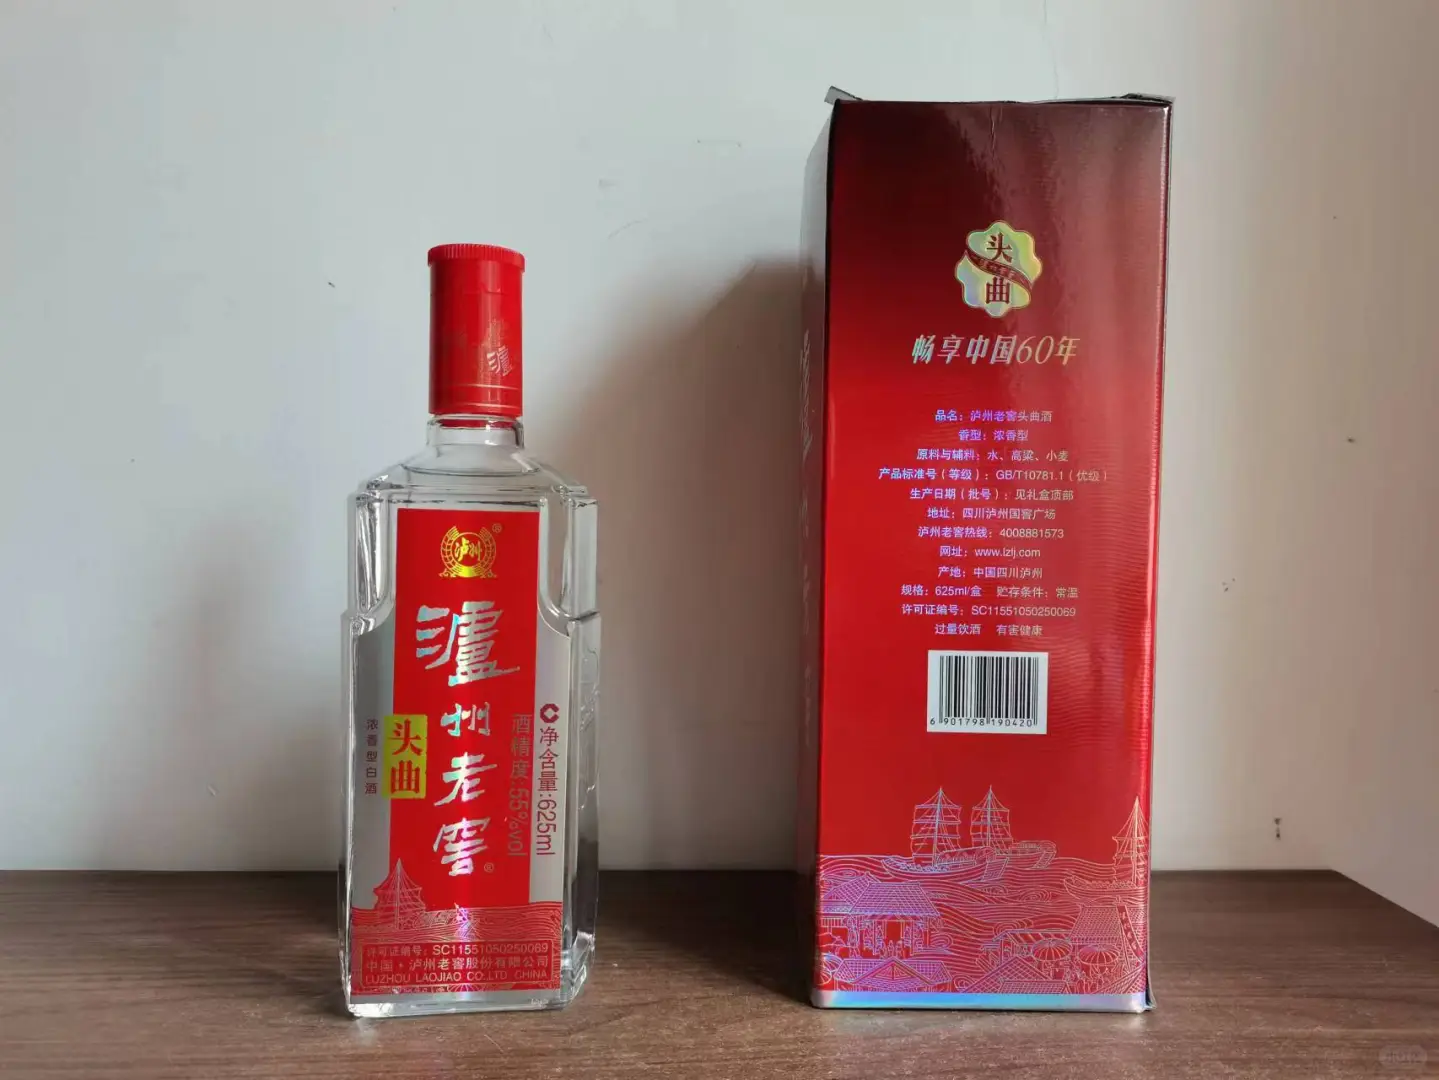 泸州
®
泸
州
老
窖
®
头曲
浓香型白酒
酒精度:55%vol
净含量:625ml
许可证编号：SC11551050250069
中国·泸州老窖股份有限公司
LUZHOU LAOJIAO CO.,LTD. CHINA
泸
头
曲
畅享中国60年
品名：泸州老窖头曲酒
香型：浓香型
原料与辅料：水、高粱、小麦
产品标准号（等级）：GB/T10781.1（优级）
生产日期（批号）：见礼盒顶部
地址：四川泸州国窖广场
泸州老窖热线：4008881573
网址：www.lzlj.com
产地：中国四川泸州
规格：625ml/盒 贮存条件：常温
许可证编号：SC11551050250069
过量饮酒 有害健康
6 901798 190420